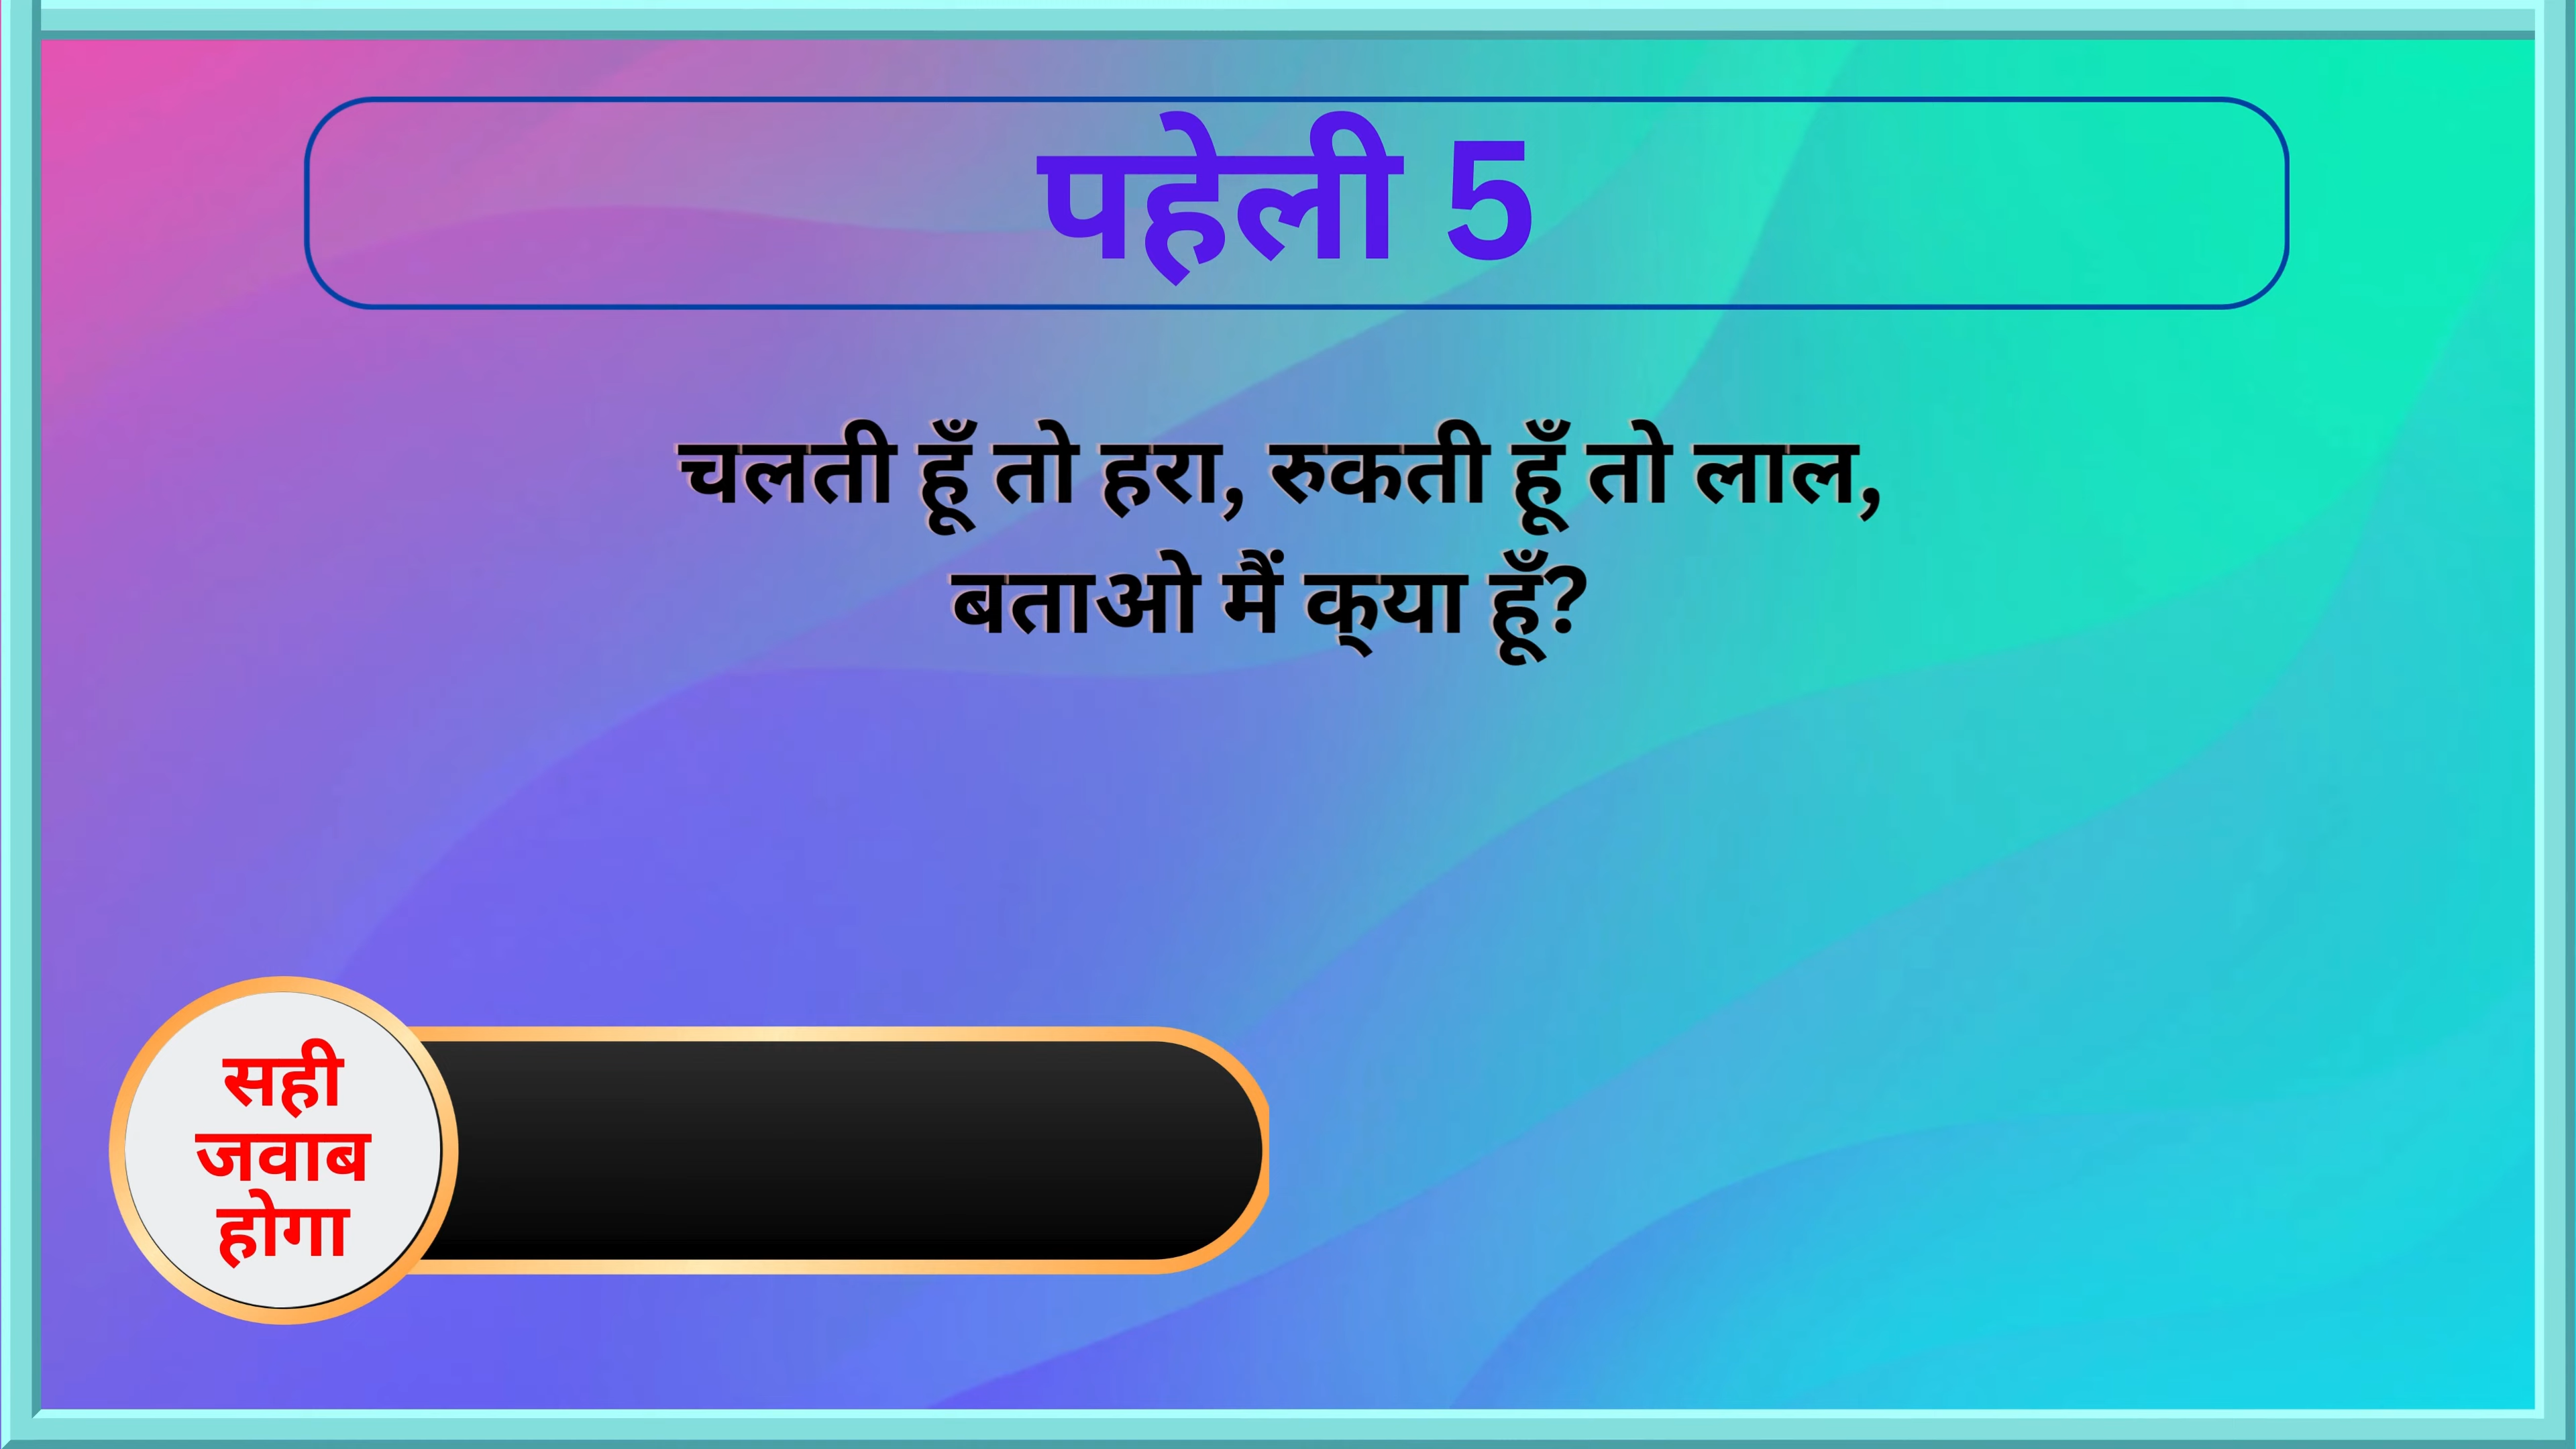 पहेली 5
चलती हूँ तो हरा, रुकती हूँ तो लाल,
बताओ मैं क्‌या हूँ?
सही
जवाब
होगा